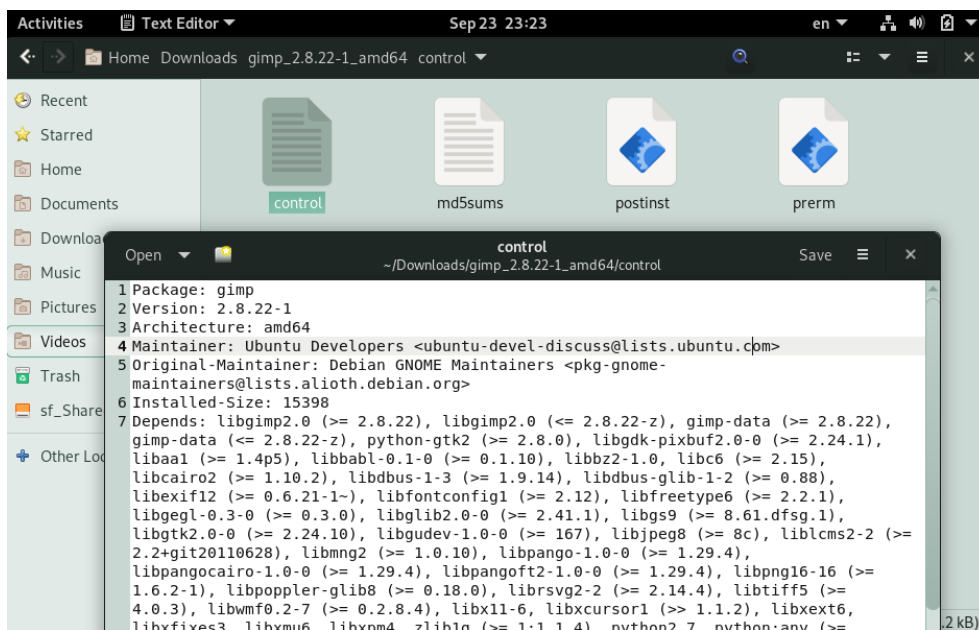 Activities Text Editor Sep 23 23:23 en
Home Downloads gimp_2.8.22-1_amd64 control
Recent
Starred
Home
Documents
Music
Pictures
Videos
Trash
sf_Share
control md5sums postinst prerm
Open control Save
~/Downloads/gimp_2.8.22-1_amd64/control
1 Package: gimp
2 Version: 2.8.22-1
3 Architecture: amd64
4 Maintainer: Ubuntu Developers <ubuntu-devel-discuss@lists.ubuntu.com>
5 Original-Maintainer: Debian GNOME Maintainers <pkg-gnome-
maintainers@lists.alioth.debian.org>
6 Installed-Size: 15398
7 Depends: libgimp2.0 (>= 2.8.22), libgimp2.0 (<= 2.8.22-z), gimp-data (>= 2.8.22),
gimp-data (<= 2.8.22-z), python-gtk2 (>= 2.8.0), libgdk-pixbuf2.0-0 (>= 2.24.1),
libaa1 (>= 1.4p5), libbabl-0.1-0 (>= 0.1.10), libbz2-1.0, libc6 (>= 2.15),
libcairo2 (>= 1.10.2), libdbus-1-3 (>= 1.9.14), libdbus-glib-1-2 (>= 0.88),
libexif12 (>= 0.6.21-1~), libfontconfig1 (>= 2.12), libfreetype6 (>= 2.2.1),
libgegl-0.3-0 (>= 0.3.0), libglib2.0-0 (>= 2.41.1), libgs9 (>= 8.61.dfsg.1),
libgtk2.0-0 (>= 2.24.10), libgudev-1.0-0 (>= 167), libjpeg8 (>= 8c), liblcms2-2 (>=
2.2+git20110628), libmng2 (>= 1.0.10), libpango-1.0-0 (>= 1.29.4),
libpangocairo-1.0-0 (>= 1.29.4), libpangoft2-1.0-0 (>= 1.29.4), libpng16-16 (>=
1.6.2-1), libpoppler-glib8 (>= 0.18.0), librsvg2-2 (>= 2.14.4), libtiff5 (>=
4.0.3), libwmf0.2-7 (>= 0.2.8.4), libx11-6, libxcursor1 (>> 1.1.2), libxext6,
libxfixes3, libxmu6, libxpm4, zlib1g (>= 1:1.1.4), python2.7, python:any (>=
Downloa
Other Loc
.2 kB